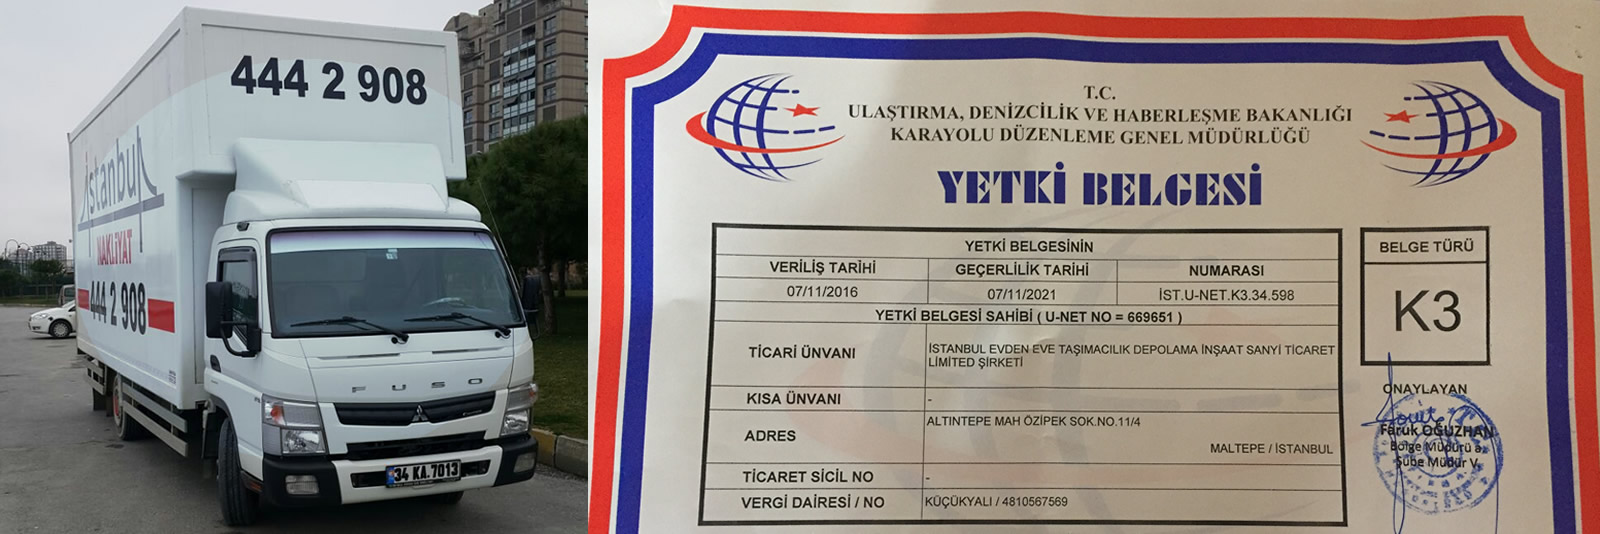 444 2 908
istanbul
NAKLİYAT
444 2 908
FUSO
34 KA 7013
T.C.
ULAŞTIRMA, DENİZCİLİK VE HABERLEŞME BAKANLIĞI
KARAYOLU DÜZENLEME GENEL MÜDÜRLÜĞÜ
YETKİ BELGESİ
YETKİ BELGESİNİN
VERİLİŞ TARİHİ GEÇERLİLİK TARİHİ NUMARASI
07/11/2016 07/11/2021 İST.U-NET.K3.34.598
YETKİ BELGESİ SAHİBİ ( U-NET NO = 669651 )
TİCARİ ÜNVANI İSTANBUL EVDEN EVE TAŞIMACILIK DEPOLAMA İNŞAAT SANYİ TİCARET
LİMİTED ŞİRKETİ
KISA ÜNVANI -
ADRES ALTINTEPE MAH ÖZİPEK SOK.NO.11/4
MALTEPE / İSTANBUL
TİCARET SİCİL NO -
VERGİ DAİRESİ / NO KÜÇÜKYALI / 4810567569
BELGE TÜRÜ
K3
ONAYLAYAN
Faruk OĞUZHAN
Bölge Müdürü a.
Şube Müdür V.